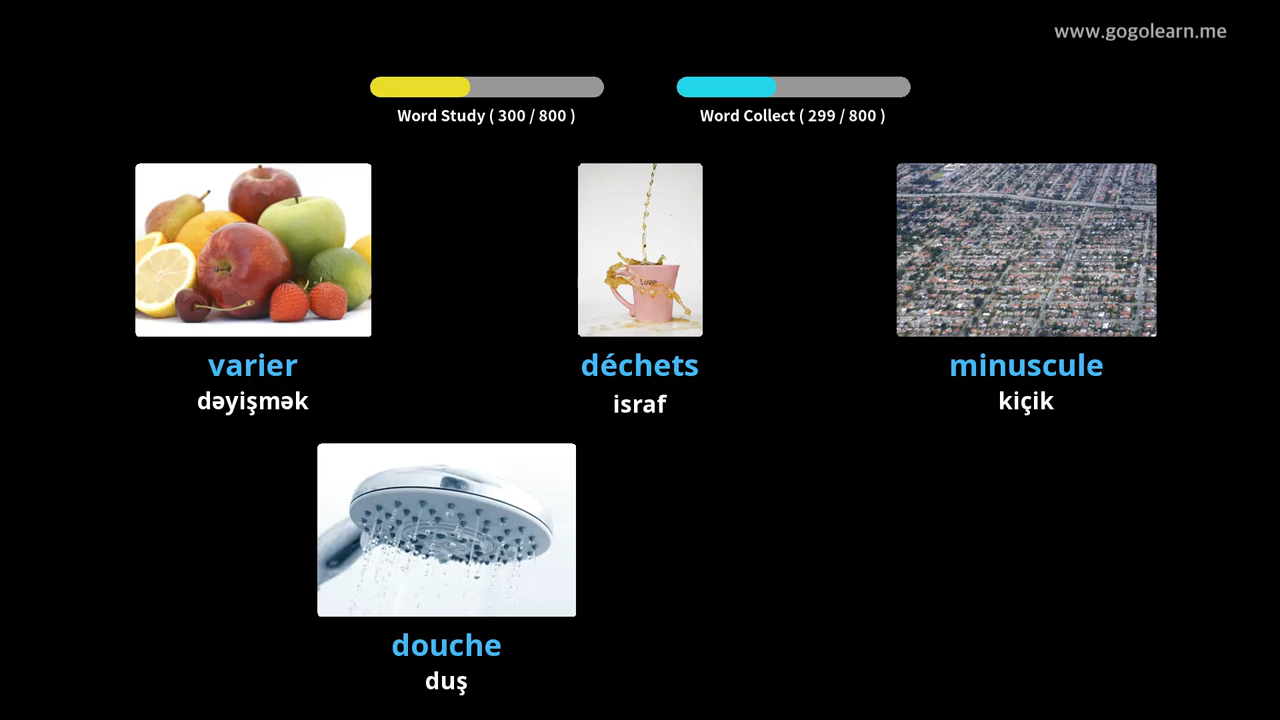 www.gogolearn.me
Word Study ( 300 / 800 )
Word Collect ( 299 / 800 )
love
varier
dəyişmək
déchets
israf
minuscule
kiçik
douche
duş